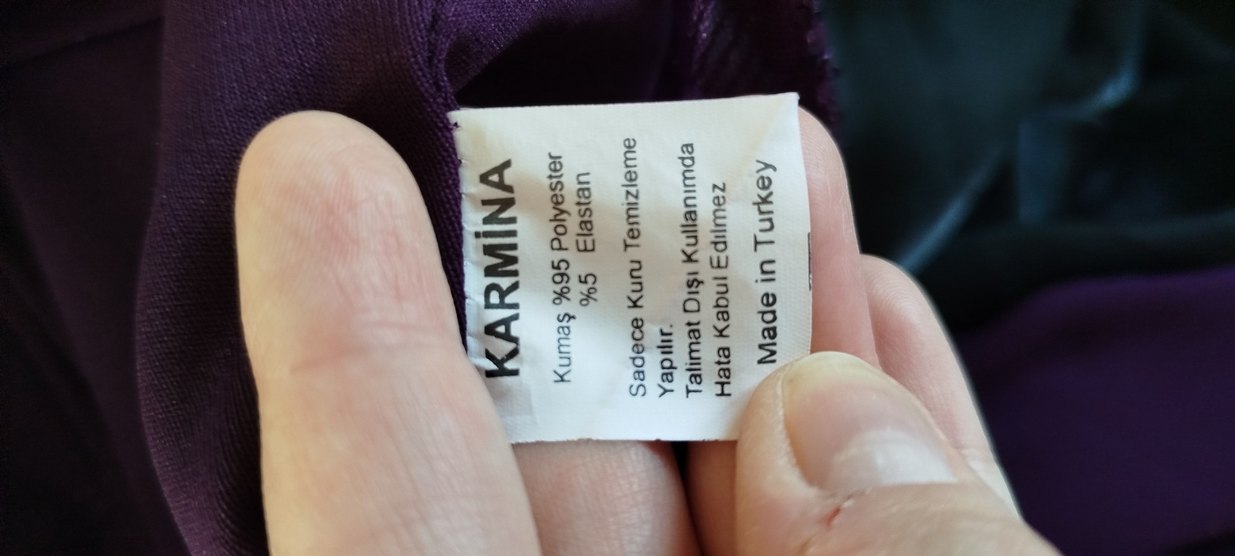 KARMİNA
Kumaş %95 Polyester
%5 Elastan
Sadece Kuru Temizleme
Yapılır.
Talimat Dışı Kullanımda
Hata Kabul Edilmez
Made in Turkey